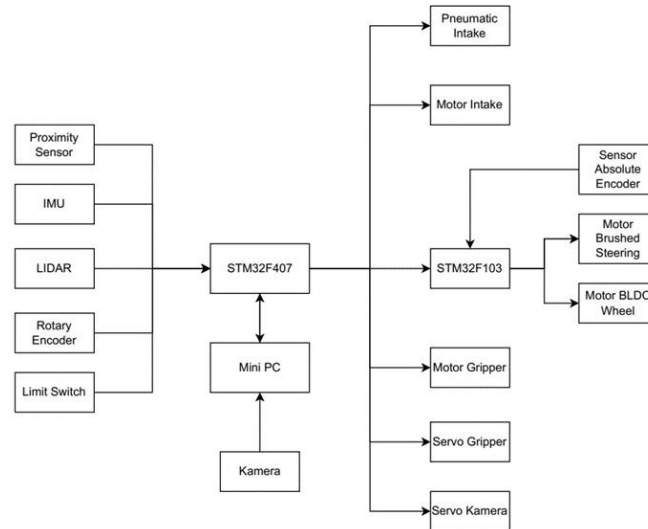 Pneumatic
Intake
Motor Intake
Proximity
Sensor
Sensor
Absolute
Encoder
IMU
Motor
Brushed
Steering
LIDAR
STM32F407
STM32F103
Motor BLDC
Wheel
Rotary
Encoder
Mini PC
Motor Gripper
Limit Switch
Servo Gripper
Kamera
Servo Kamera